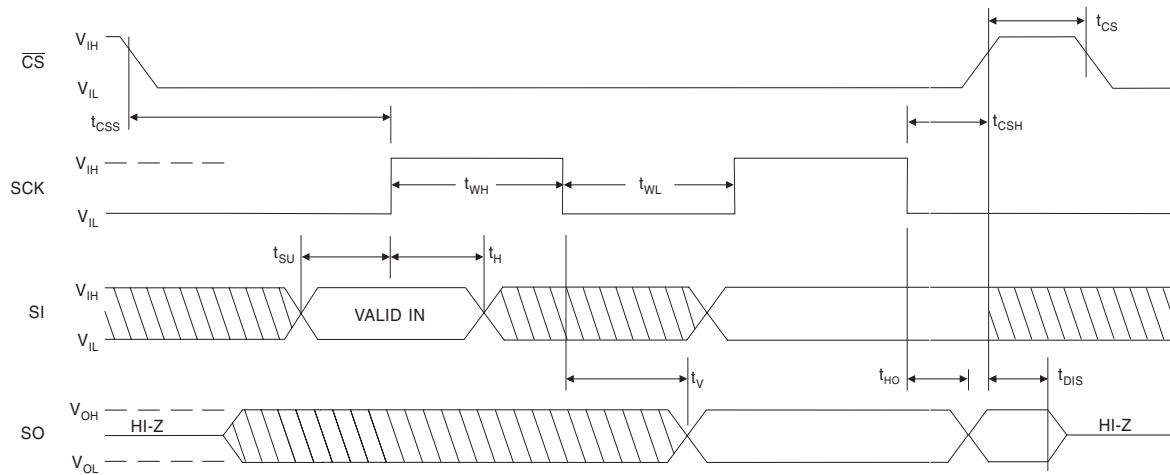 V_IH
t_CS
CS
V_IL
t_CSS
t_CSH
V_IH
t_WH
t_WL
SCK
V_IL
t_SU
t_H
V_IH
SI
VALID IN
V_IL
t_V
t_HO
t_DIS
V_OH
SO
HI-Z
HI-Z
V_OL